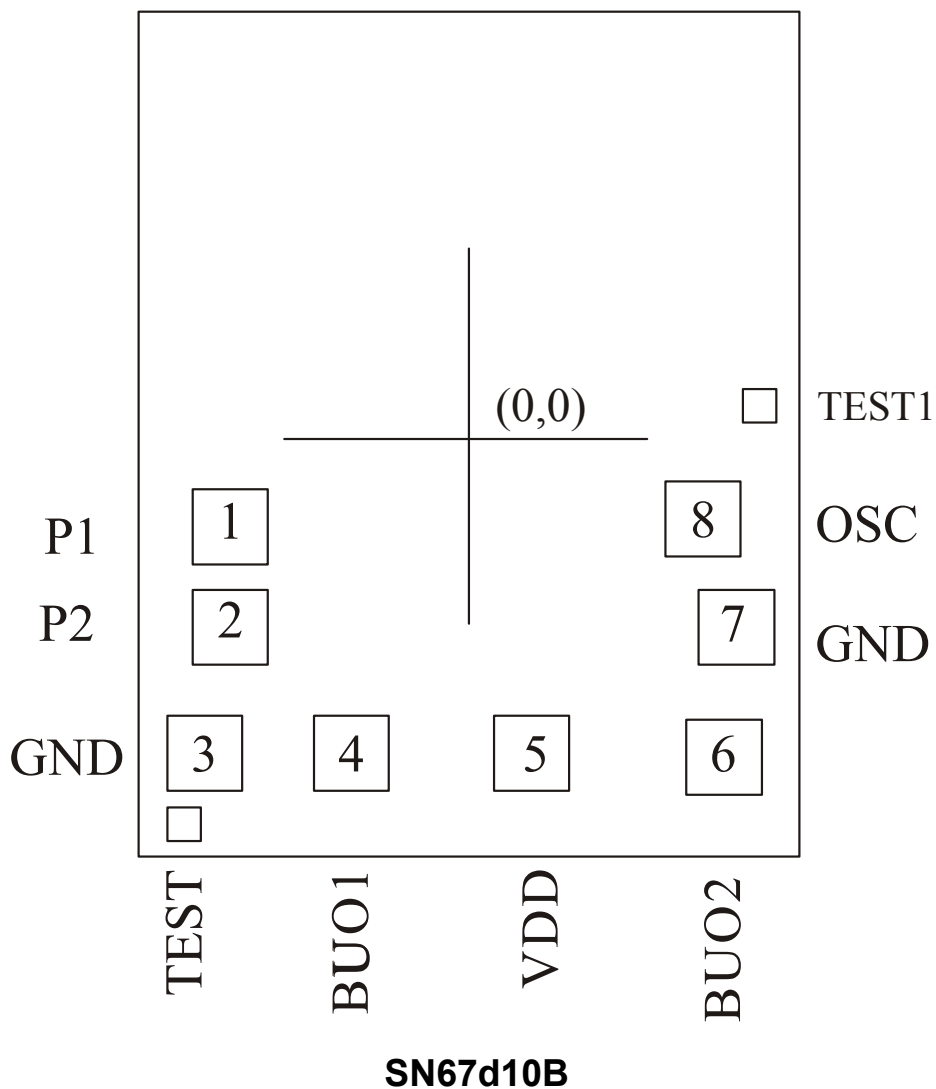 (0,0)
TEST1
P1
1
8
OSC
P2
2
7
GND
GND
3
4
5
6
TEST
BUO1
VDD
BUO2
SN67d10B